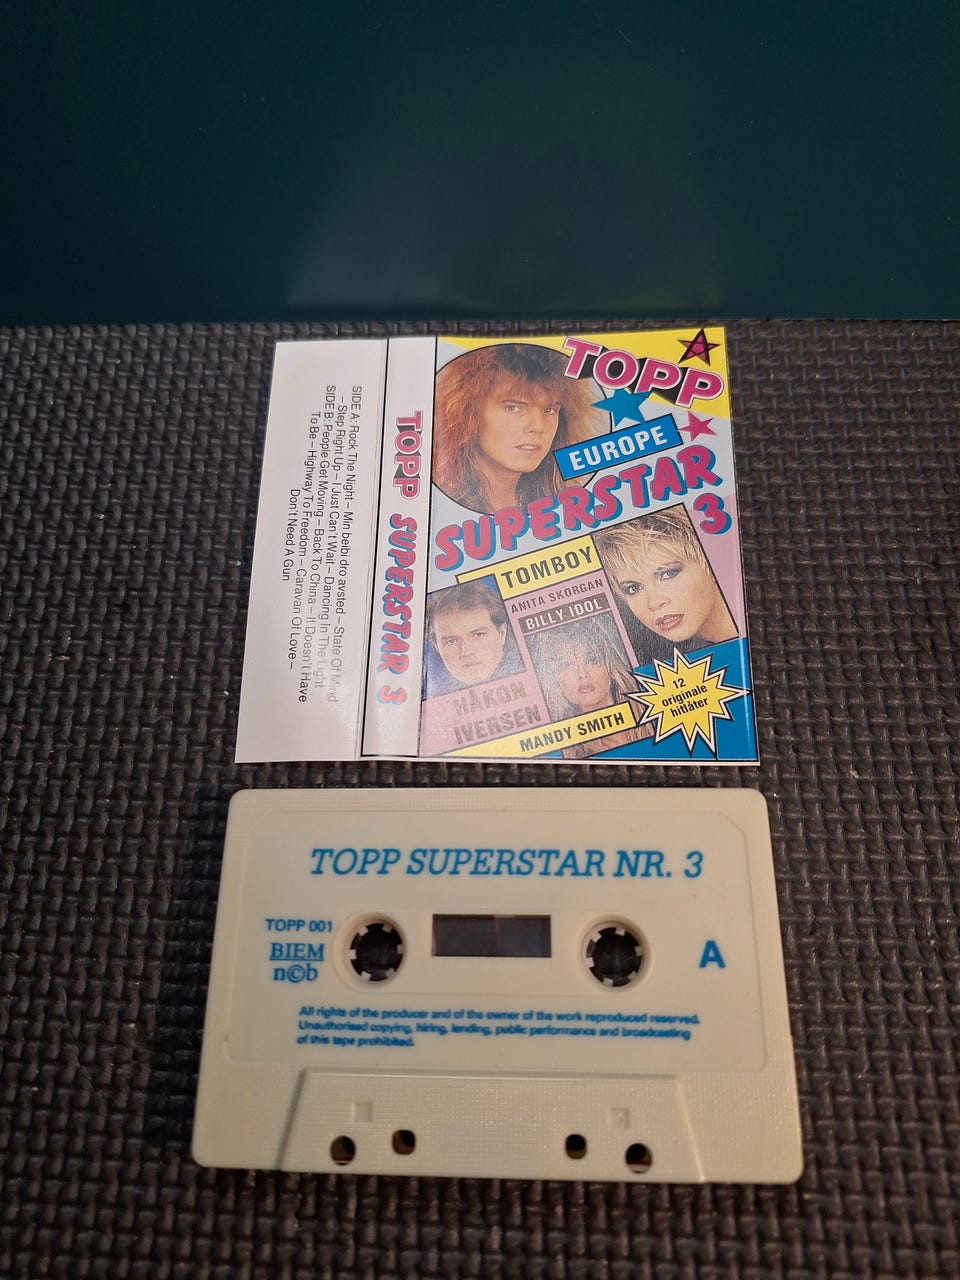 SIDE A: Rock The Night – Min beibi dro avsted – State Of Mind
– Step Right Up – I Just Can't Wait – Dancing In The Light
SIDE B: People Get Moving – Back To China – It Doesn't Have
To Be – Highway To Freedom – Caravan Of Love –
Don't Need A Gun
TOPP SUPERSTAR 3
TOPP
EUROPE
SUPERSTAR
3
TOMBOY
ANITA SKORGAN
BILLY IDOL
HÅKON
IVERSEN
MANDY SMITH
12
originale
hitlåter
TOPP SUPERSTAR NR. 3
TOPP 001
BIEM
n©b
A
All rights of the producer and of the owner of the work reproduced reserved.
Unauthorised copying, hiring, lending, public performance and broadcasting
of this tape prohibited.